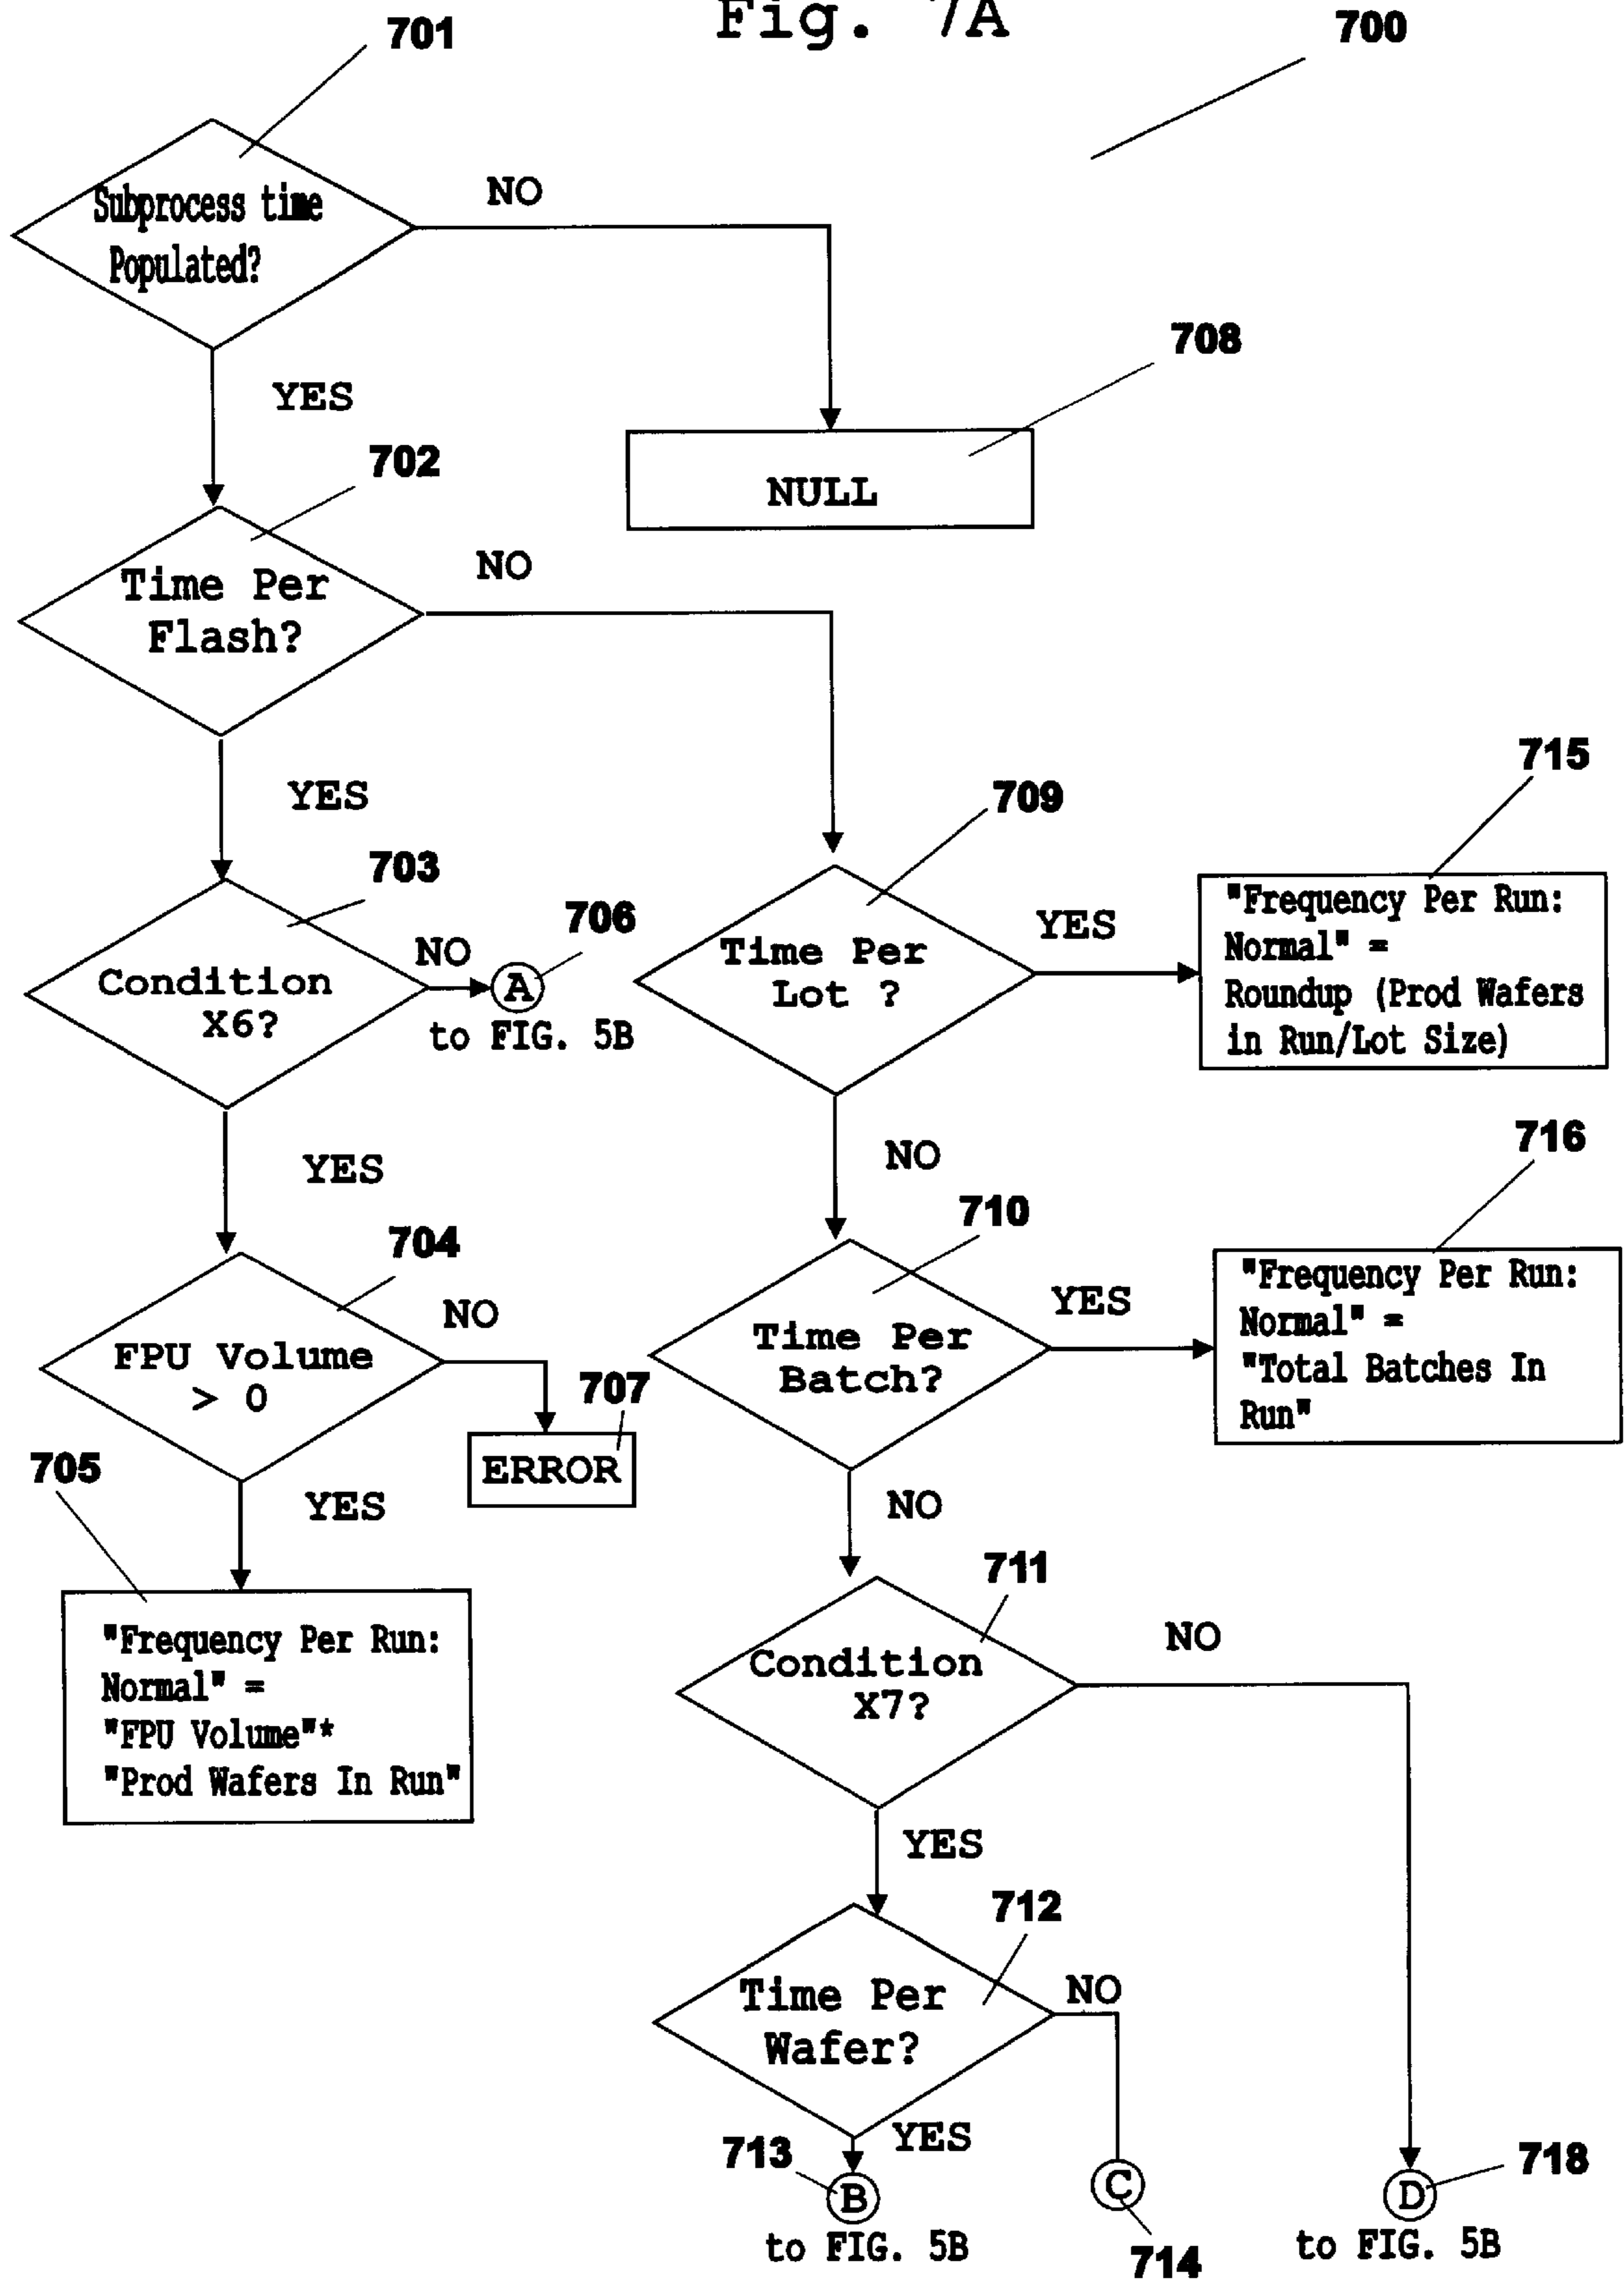 Fig. 7A
700
701
Subprocess time
Populated?
NO
YES
708
NULL
702
Time Per
Flash?
NO
YES
715
709
703
706
"Frequency Per Run:
Normal" =
Roundup (Prod Wafers
in Run/Lot Size)
Condition
X6?
NO
A
to FIG. 5B
Time Per
Lot ?
YES
YES
NO
716
704
710
FPU Volume
> 0
NO
707
ERROR
Time Per
Batch?
YES
"Frequency Per Run:
Normal" =
"Total Batches In
Run"
705
YES
NO
711
"Frequency Per Run:
Normal" =
"FPU Volume"*
"Prod Wafers In Run"
Condition
X7?
NO
YES
712
Time Per
Wafer?
NO
YES
713
B
to FIG. 5B
C
714
718
D
to FIG. 5B